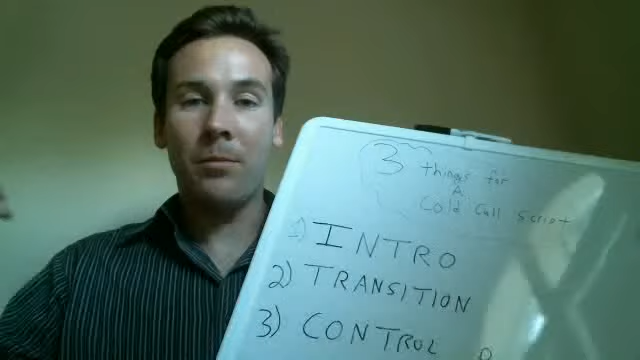 3 things for
A
Cold Call Script
1) INTRO
2) TRANSITION
3) CONTROL